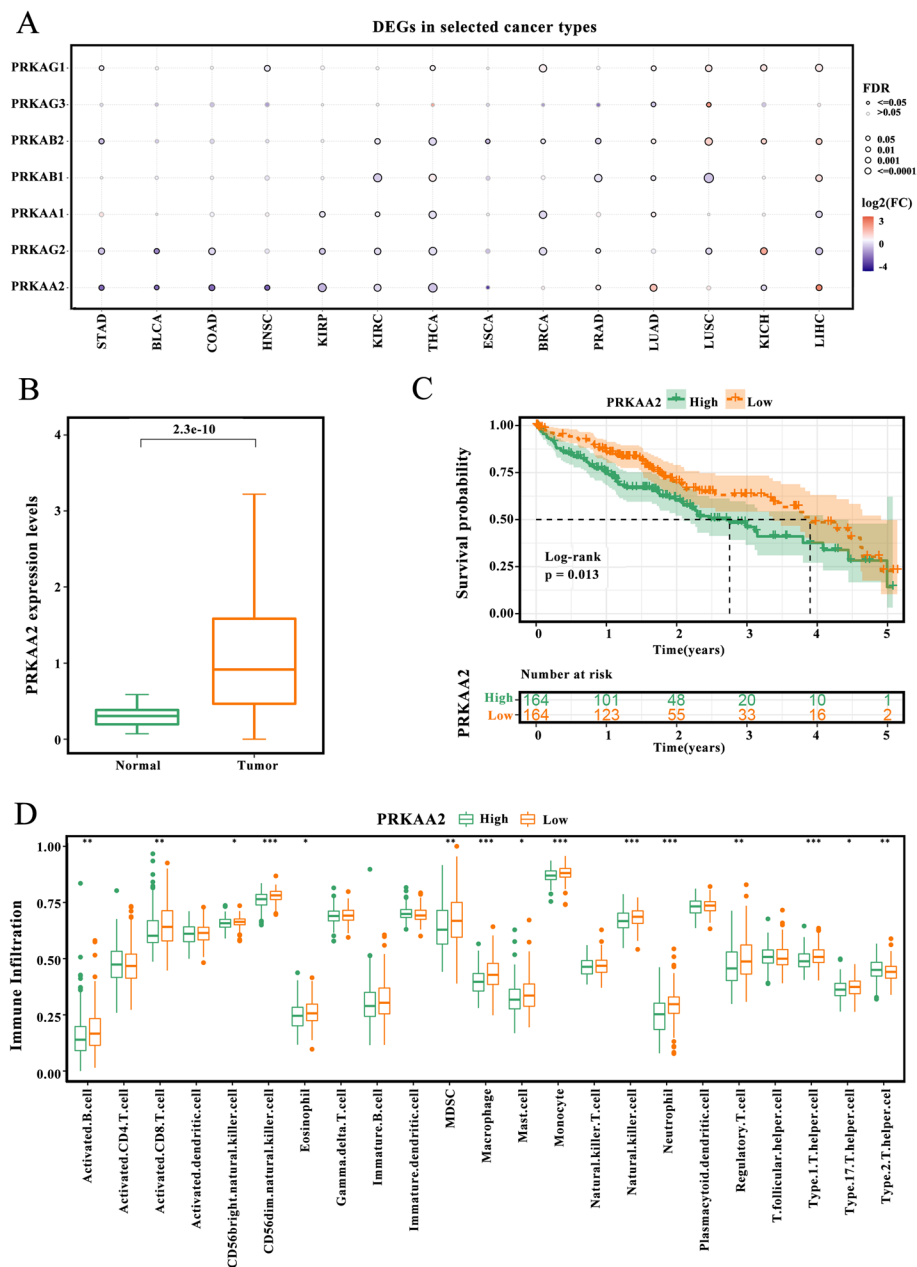 A
DEGs in selected cancer types
PRKAG1
PRKAG3
PRKAB2
PRKAB1
PRKAA1
PRKAG2
PRKAA2
STAD
BLCA
COAD
HNSC
KIRP
KIRC
THCA
ESCA
BRCA
PRAD
LUAD
LUSC
KICH
LIHC
FDR
<=0.05
>0.05
0.05
0.01
0.001
<=0.0001
log2(FC)
3
0
-4
B
PRKAA2 expression levels
4
3
2
1
0
2.3e-10
Normal
Tumor
C
PRKAA2 High Low
Survival probability
1.00
0.75
0.50
0.25
0.00
Log-rank
p = 0.013
0 1 2 3 4 5
Time(years)
Number at risk
PRKAA2
High 164 101 48 20 10 1
Low 164 123 55 33 16 2
0 1 2 3 4 5
Time(years)
D
PRKAA2 High Low
Immune Infiltration
1.00
0.75
0.50
0.25
0.00
** ** * **** * ** *** * *** *** *** ** *** * **
Activated.B.cell
Activated.CD4.T.cell
Activated.CD8.T.cell
Activated.dendritic.cell
CD56bright.natural.killer.cell
CD56dim.natural.killer.cell
Eosinophil
Gamma.delta.T.cell
Immature.B.cell
Immature.dendritic.cell
MDSC
Macrophage
Mast.cell
Monocyte
Natural.killer.T.cell
Natural.killer.cell
Neutrophil
Plasmacytoid.dendritic.cell
Regulatory.T.cell
T.follicular.helper.cell
Type.1.T.helper.cell
Type.17.T.helper.cell
Type.2.T.helper.cel